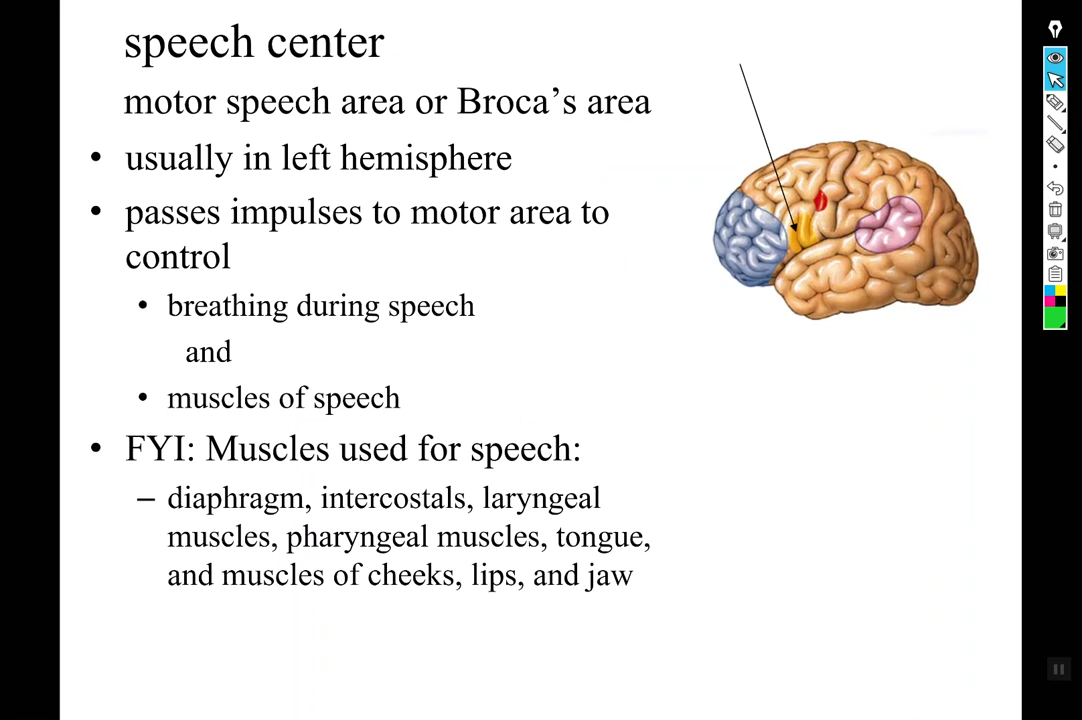 speech center
motor speech area or Broca’s area
• usually in left hemisphere
• passes impulses to motor area to
control
• breathing during speech
and
• muscles of speech
• FYI: Muscles used for speech:
– diaphragm, intercostals, laryngeal
muscles, pharyngeal muscles, tongue,
and muscles of cheeks, lips, and jaw